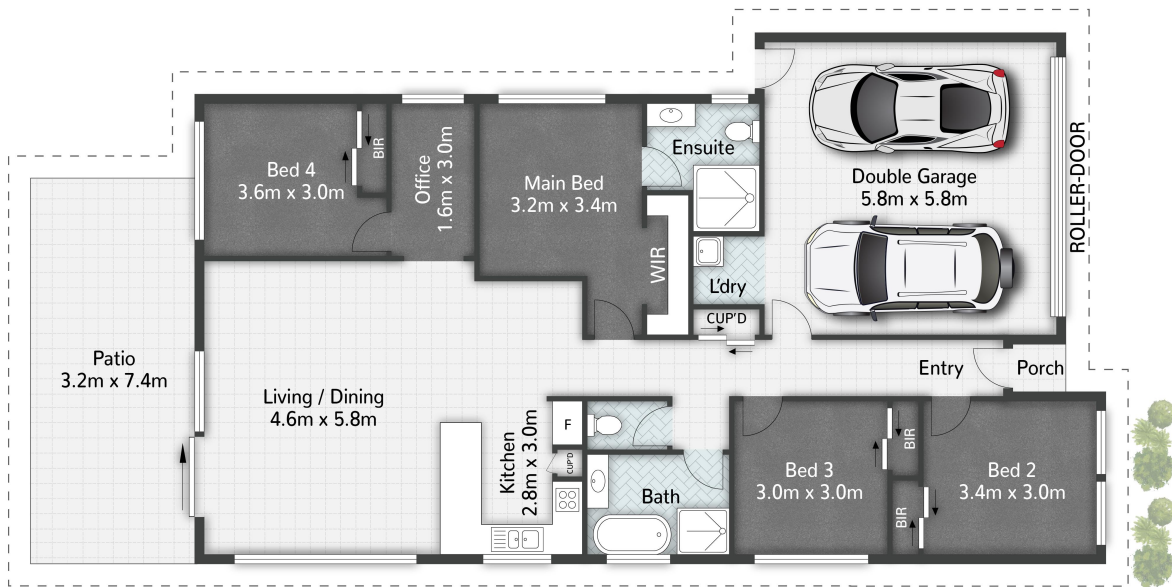 Bed 4
3.6m x 3.0m
BIR
Office
1.6m x 3.0m
Main Bed
3.2m x 3.4m
Ensuite
WIR
L'dry
CUP'D
Double Garage
5.8m x 5.8m
ROLLER-DOOR
Patio
3.2m x 7.4m
Living / Dining
4.6m x 5.8m
Kitchen
2.8m x 3.0m
F
CUP'D
Bath
Entry
Porch
Bed 3
3.0m x 3.0m
BIR
BIR
Bed 2
3.4m x 3.0m